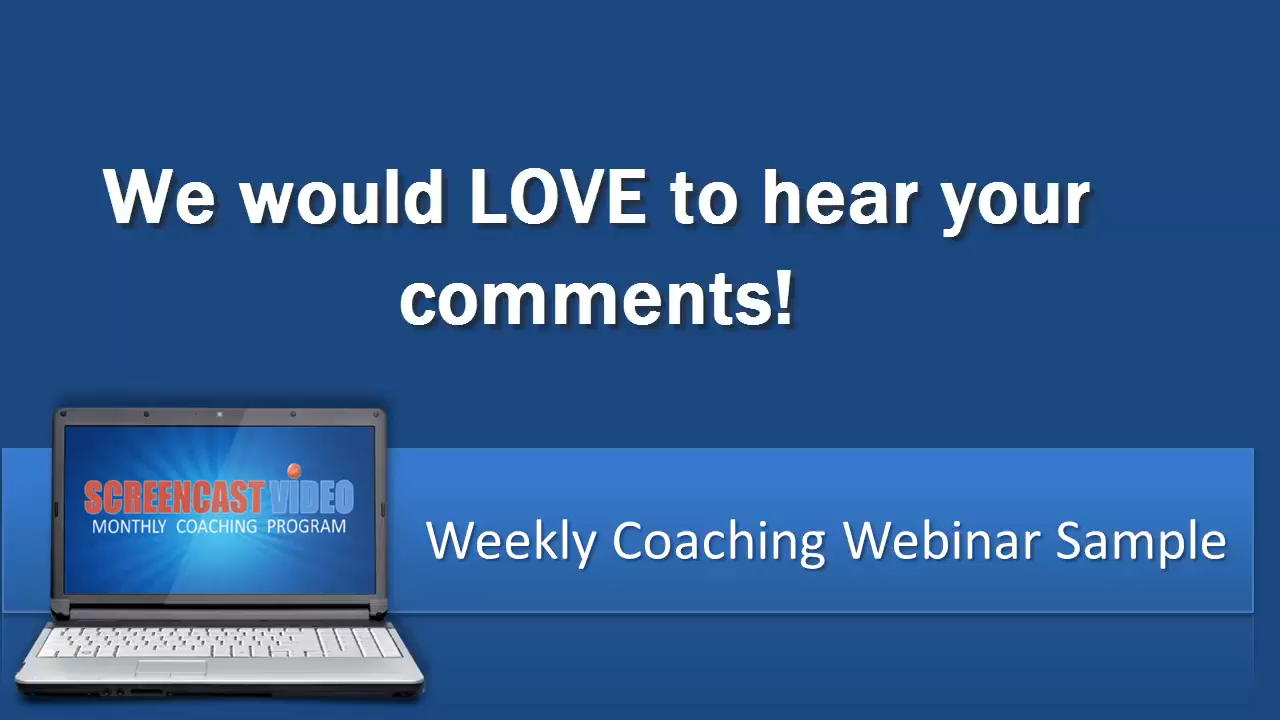 We would LOVE to hear your
comments!
SCREENCAST VIDEO
MONTHLY COACHING PROGRAM
Weekly Coaching Webinar Sample